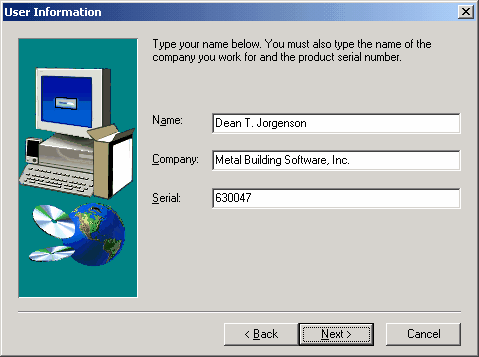 User Information
Type your name below. You must also type the name of the
company you work for and the product serial number.
Name: Dean T. Jorgenson
Company: Metal Building Software, Inc.
Serial: 630047
< Back Next > Cancel